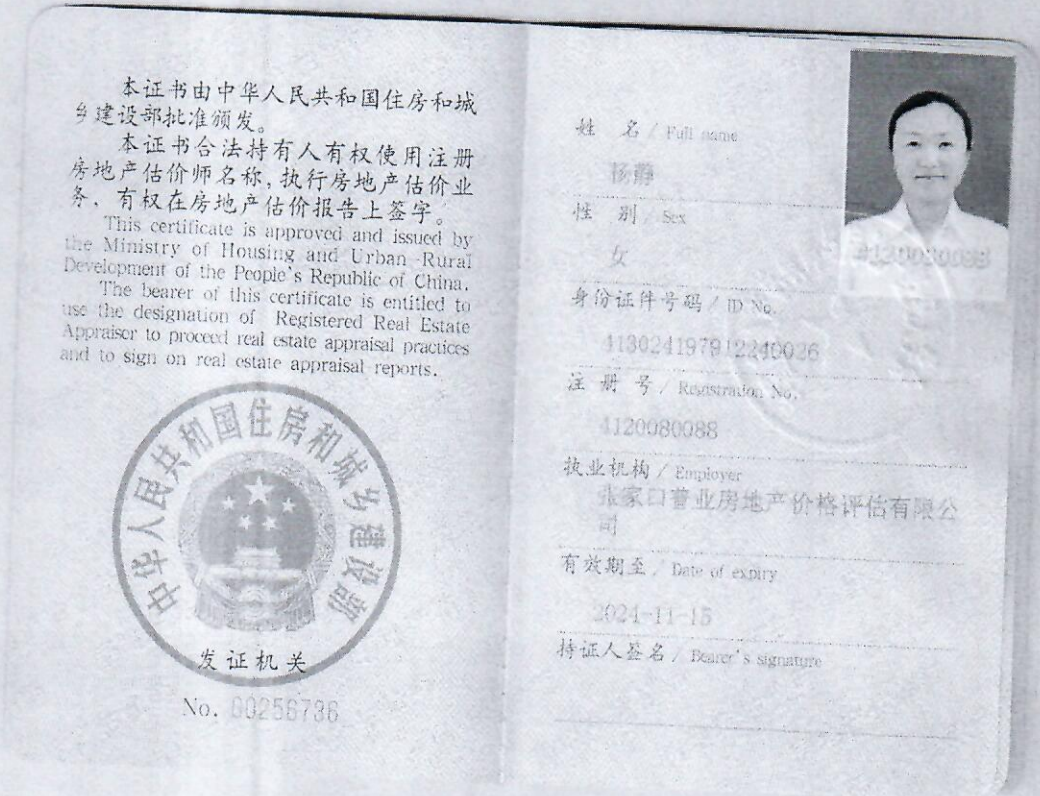 本证书由中华人民共和国住房和城
乡建设部批准颁发。
本证书合法持有人有权使用注册
房地产估价师名称,执行房地产估价业
务,有权在房地产估价报告上签字。
This certificate is approved and issued by
the Ministry of Housing and Urban-Rural
Development of the People's Republic of China.
The bearer of this certificate is entitled to
use the designation of Registered Real Estate
Appraiser to proceed real estate appraisal practices
and to sign on real estate appraisal reports.
中华人民共和国住房和城乡建设部
发证机关
No. 00256736
姓 名 / Full name
杨静
性 别 / Sex
女
身份证件号码 / ID No.
413024197912240026
注 册 号 / Registration No.
4120080088
执业机构 / Employer
张家口 业房地产价格评估有限公
司
有效期至 / Date of expiry
2024-11-15
持证人签名 / Bearer's signature
4120080088